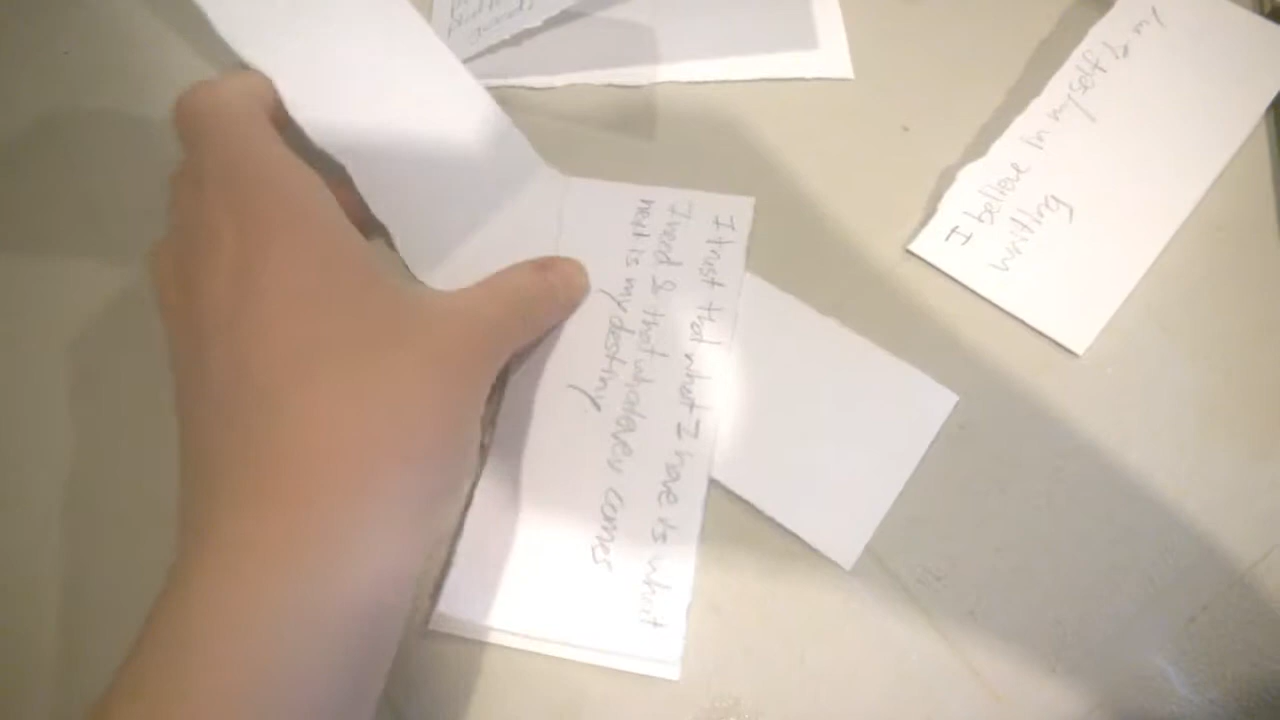 I trust that what I have is what
I need & that whatever comes
next is my destiny.
I believe in myself & my
writing